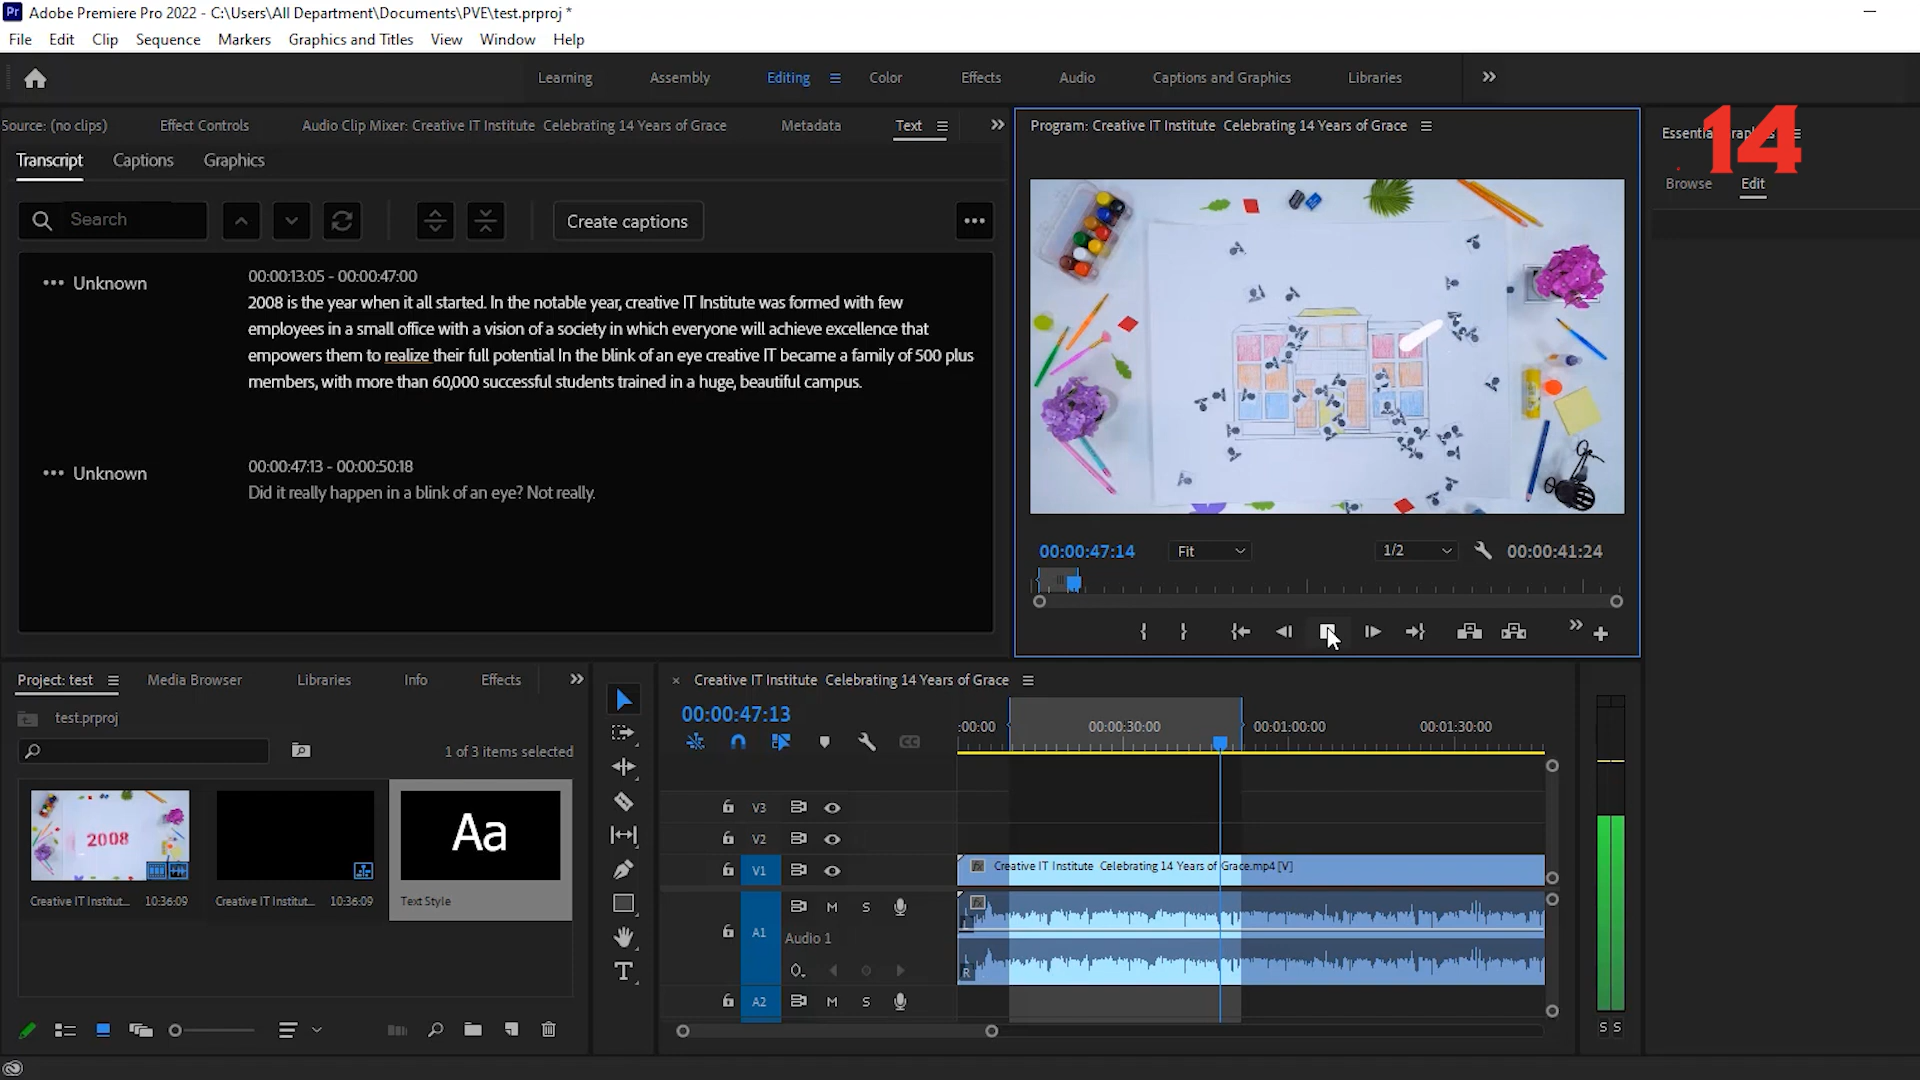 Adobe Premiere Pro 2022 - C:\Users\All Department\Documents\PVE\test.prproj *
File Edit Clip Sequence Markers Graphics and Titles View Window Help
Learning Assembly Editing Color Effects Audio Captions and Graphics Libraries
Source: (no clips) Effect Controls Audio Clip Mixer: Creative IT Institute Celebrating 14 Years of Grace Metadata Text
Program: Creative IT Institute Celebrating 14 Years of Grace
14
Browse Edit
Transcript Captions Graphics
Search Create captions
Unknown
00:00:13:05 - 00:00:47:00
2008 is the year when it all started. In the notable year, creative IT Institute was formed with few
employees in a small office with a vision of a society in which everyone will achieve excellence that
empowers them to realize their full potential In the blink of an eye creative IT became a family of 500 plus
members, with more than 60,000 successful students trained in a huge, beautiful campus.
Unknown
00:00:47:13 - 00:00:50:18
Did it really happen in a blink of an eye? Not really.
00:00:47:14 Fit 1/2 00:00:41:24
Project: test Media Browser Libraries Info Effects
test.prproj
1 of 3 items selected
2008
Aa
Creative IT Institut... 10:36:09 Creative IT Institut... 10:36:09 Text Style
Creative IT Institute Celebrating 14 Years of Grace
00:00:47:13
:00:00 00:00:30:00 00:01:00:00 00:01:30:00
V3
V2
V1 fx Creative IT Institute Celebrating 14 Years of Grace.mp4 [V]
M S fx L
A1 Audio 1
R
A2 M S
S S